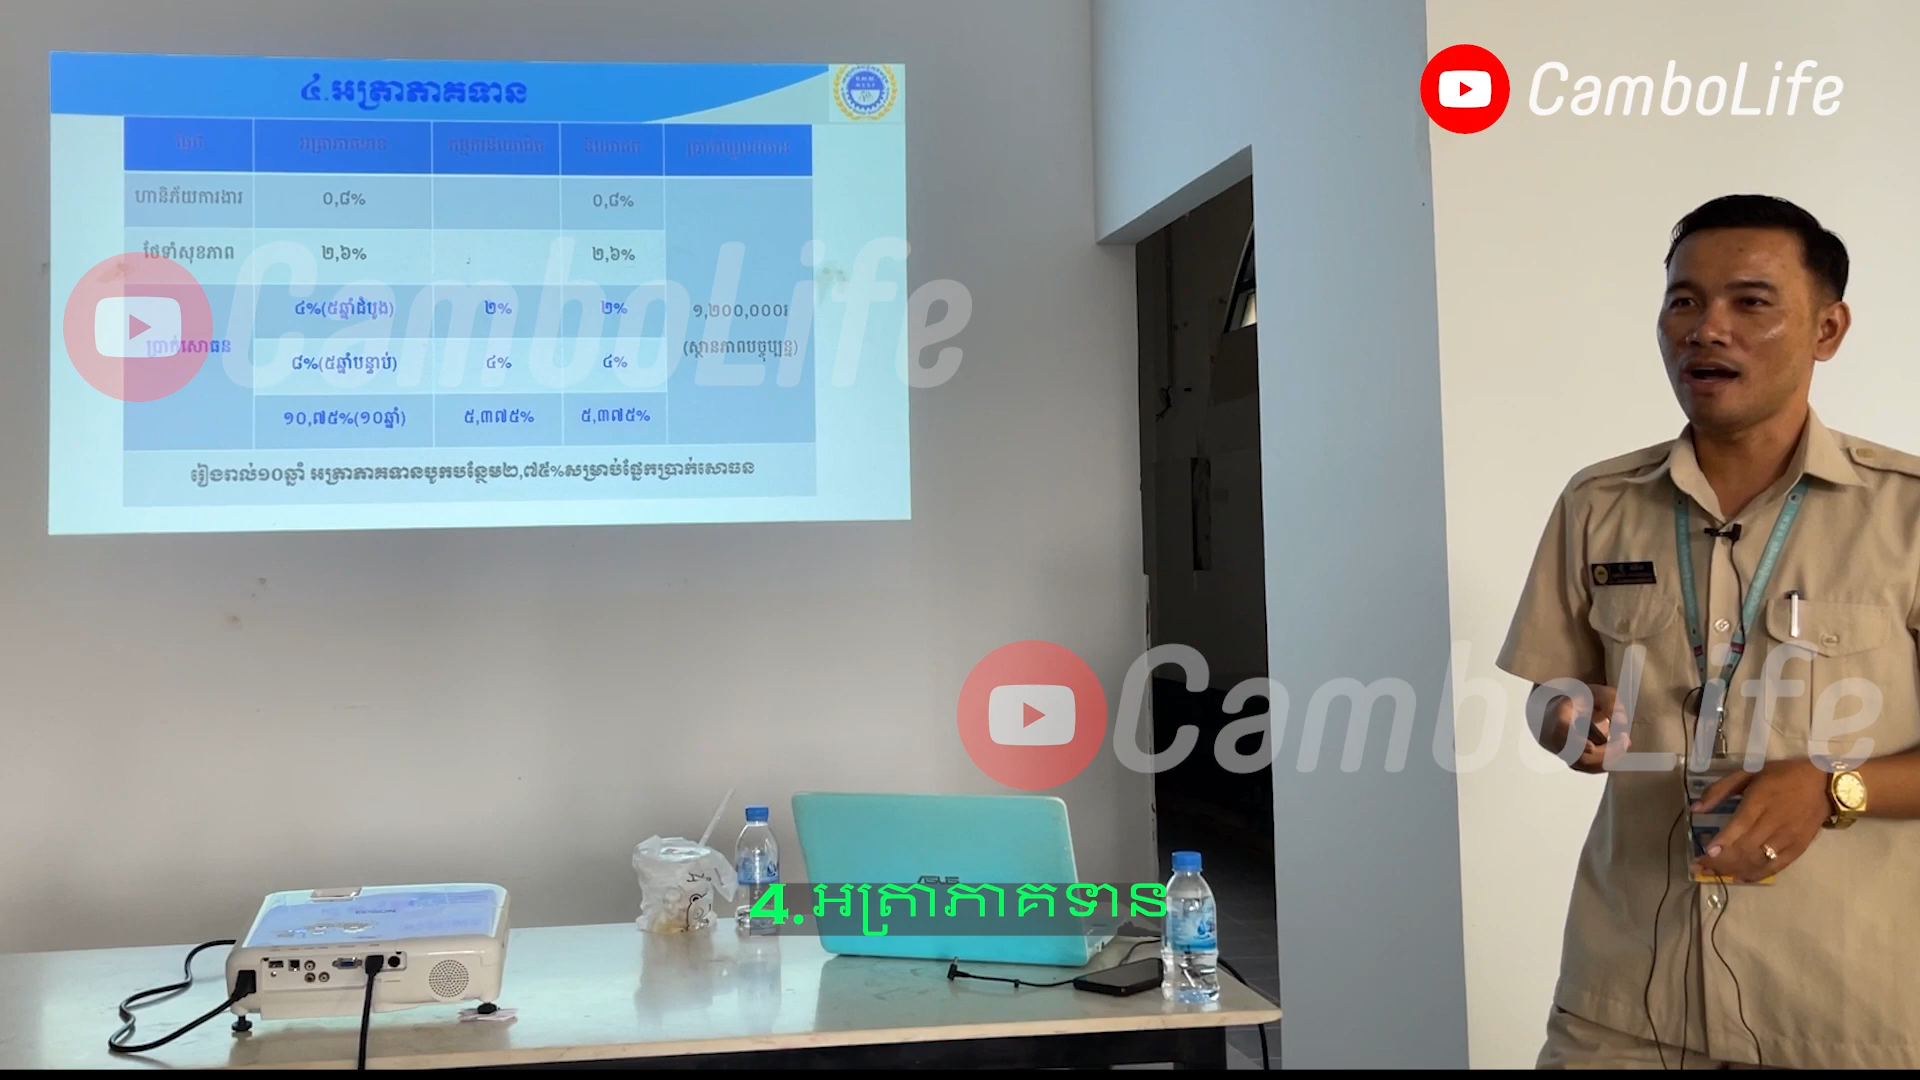 CamboLife
៤.អត្រាភាគទាន
ហានិភ័យការងារ ០,៨% ០,៨%
ថែទាំសុខភាព ២,៦% ២,៦%
ប្រាក់សោធន ៤%(៥ឆ្នាំដំបូង) ២% ២% ១,២០០,០០០៛
៨%(៥ឆ្នាំបន្ទាប់) ៤% ៤% (ស្ថានភាពបច្ចុប្បន្ន)
១០,៧៥%(១០ឆ្នាំ) ៥,៣៧៥% ៥,៣៧៥%
រៀងរាល់១០ឆ្នាំ អត្រាភាគទានបូកបន្ថែម២,៧៥%សម្រាប់ផ្នែកប្រាក់សោធន
CamboLife
CamboLife
ASUS
4.អត្រាភាគទាន